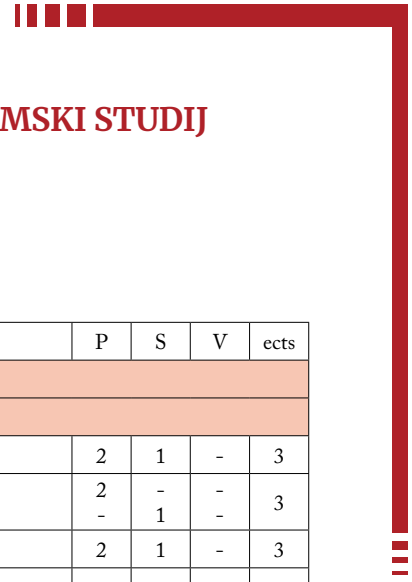 MSKI STUDIJ
P S V ects
2 1 - 3
2 - -
3
- 1 -
2 1 - 3